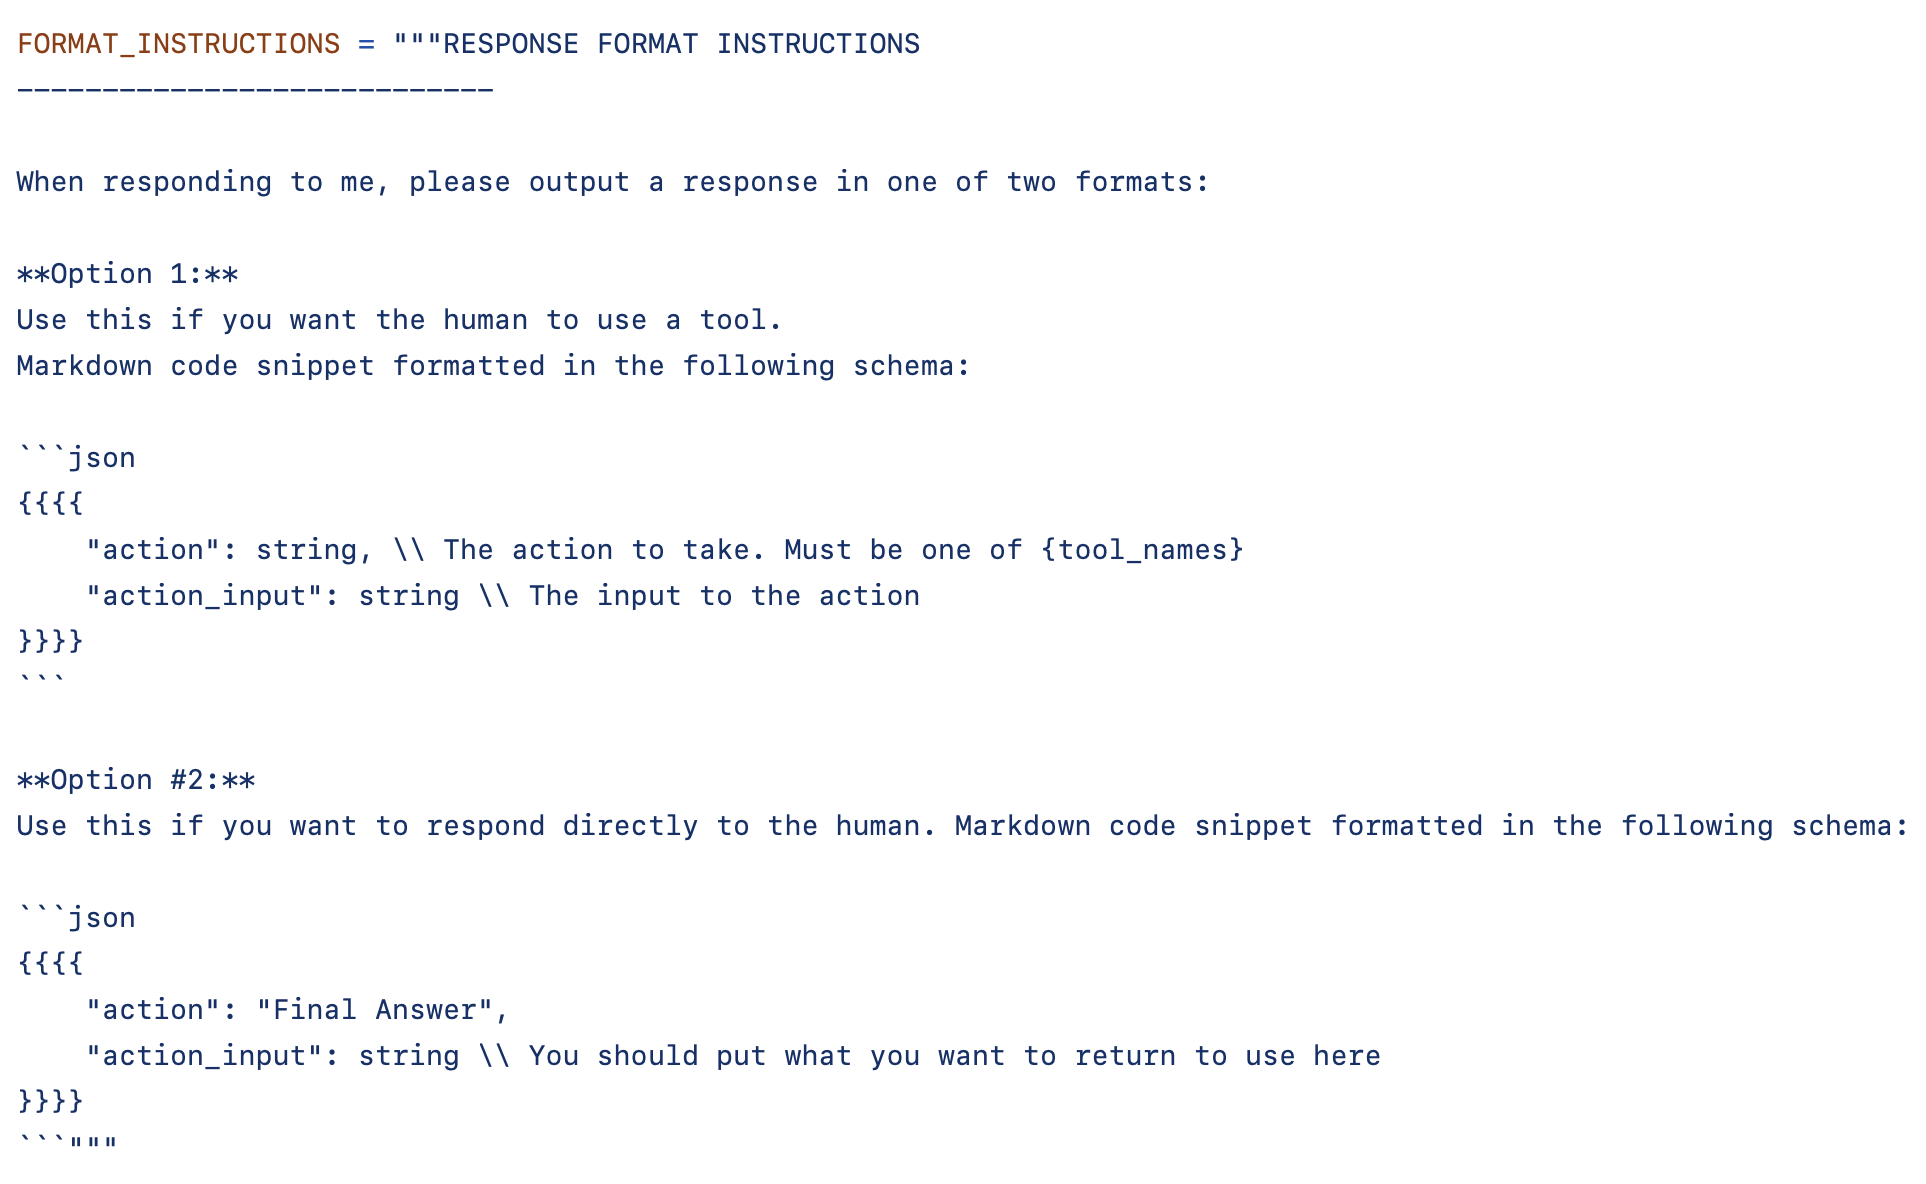 FORMAT_INSTRUCTIONS = """RESPONSE FORMAT INSTRUCTIONS
----------------------------

When responding to me, please output a response in one of two formats:

**Option 1:**
Use this if you want the human to use a tool.
Markdown code snippet formatted in the following schema:

```json
{{{{
    "action": string, \\ The action to take. Must be one of {tool_names}
    "action_input": string \\ The input to the action
}}}}
```

**Option #2:**
Use this if you want to respond directly to the human. Markdown code snippet formatted in the following schema:

```json
{{{{
    "action": "Final Answer",
    "action_input": string \\ You should put what you want to return to use here
}}}}
```"""